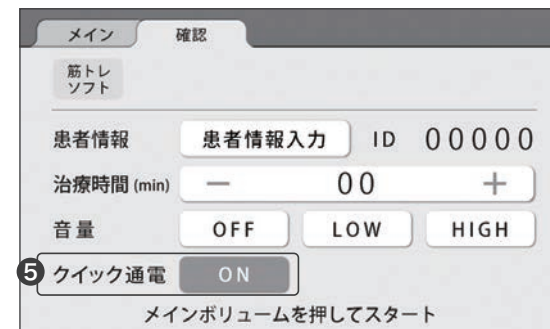 メイン 確認
筋トレ
ソフト
患者情報 患者情報入力 ID 00000
治療時間 (min) － 00 ＋
音量 OFF LOW HIGH
❺ クイック通電 ON
メインボリュームを押してスタート